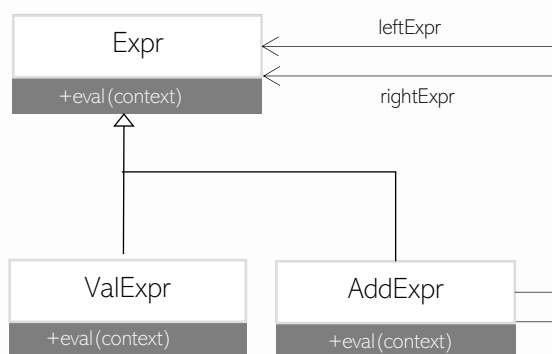 Expr
leftExpr
+eval(context)
rightExpr
ValExpr
AddExpr
+eval(context)
+eval(context)